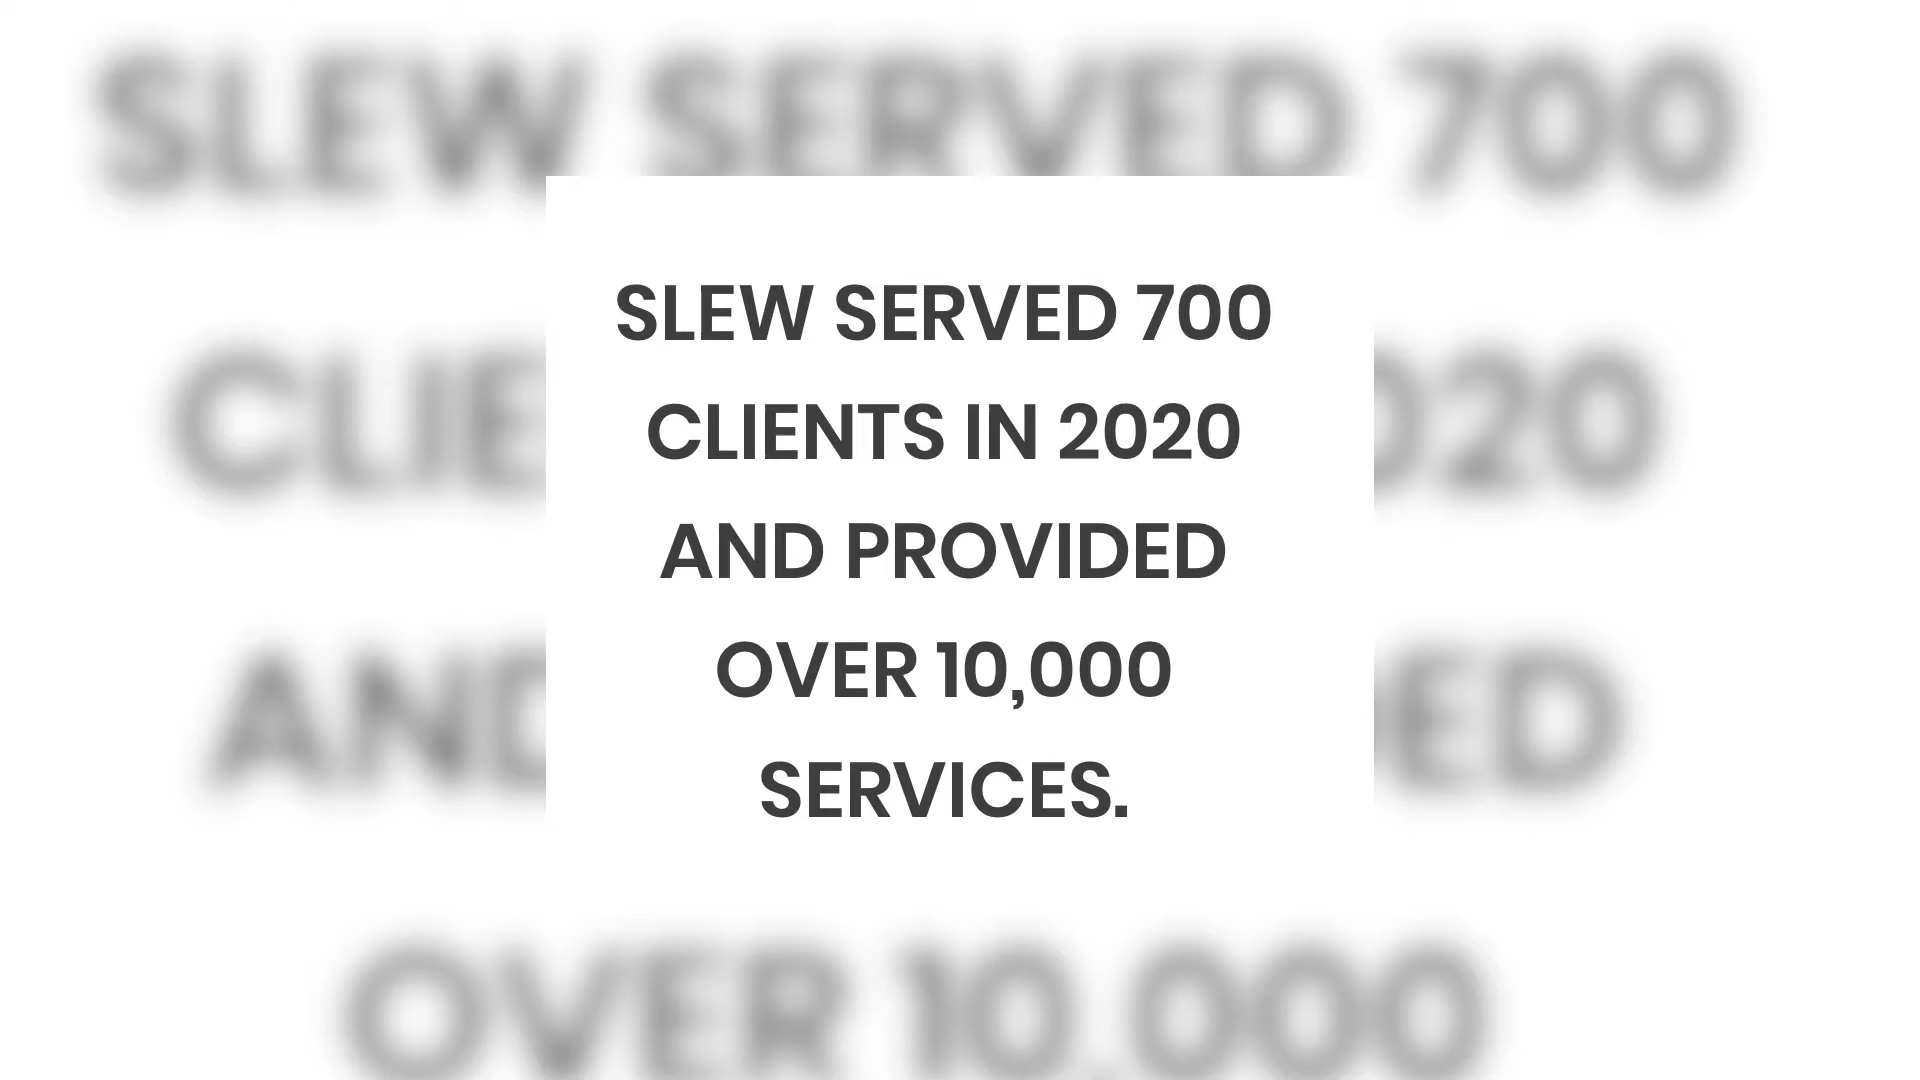 SLEW SERVED 700
CLIENTS IN 2020
AND PROVIDED
OVER 10,000
SERVICES.